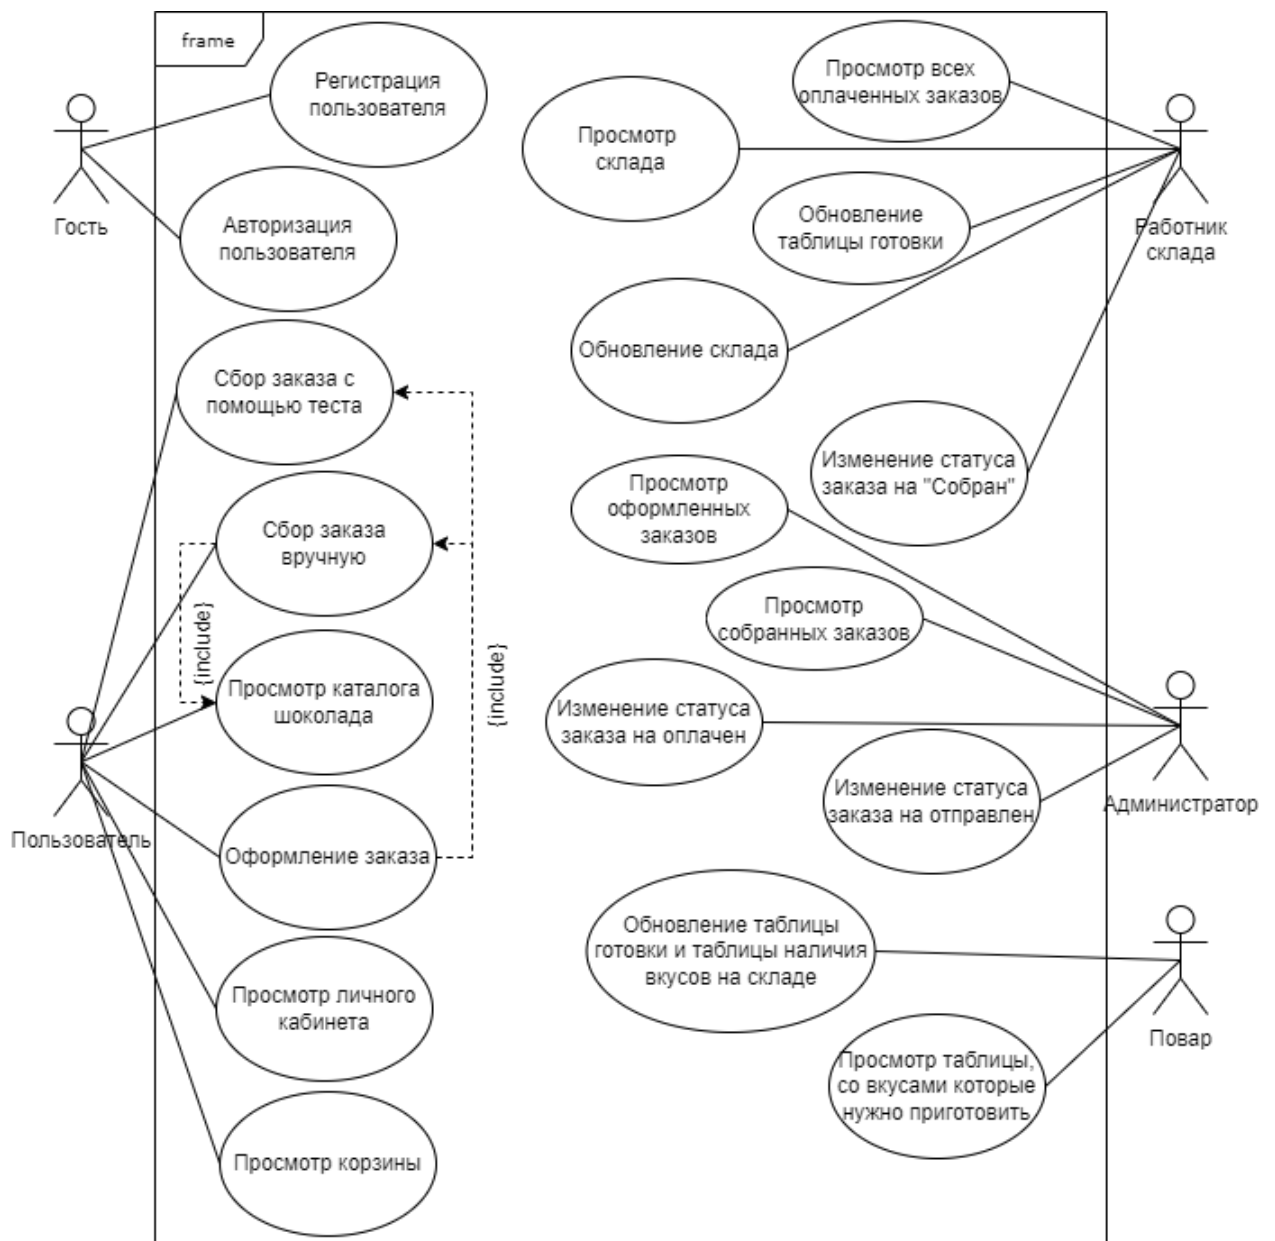 frame
Регистрация
пользователя
Просмотр всех
оплаченных заказов
Просмотр
склада
Гость
Авторизация
пользователя
Обновление
таблицы готовки
Работник
склада
Обновление склада
Сбор заказа с
помощью теста
Изменение статуса
заказа на "Собран"
Просмотр
оформленных
заказов
Сбор заказа
вручную
{include}
{include}
Просмотр
собранных заказов
Просмотр каталога
шоколада
Изменение статуса
заказа на оплачен
Изменение статуса
заказа на отправлен
Администратор
Пользователь
Оформление заказа
Обновление таблицы
готовки и таблицы наличия
вкусов на складе
Просмотр личного
кабинета
Повар
Просмотр таблицы,
со вкусами которые
нужно приготовить
Просмотр корзины